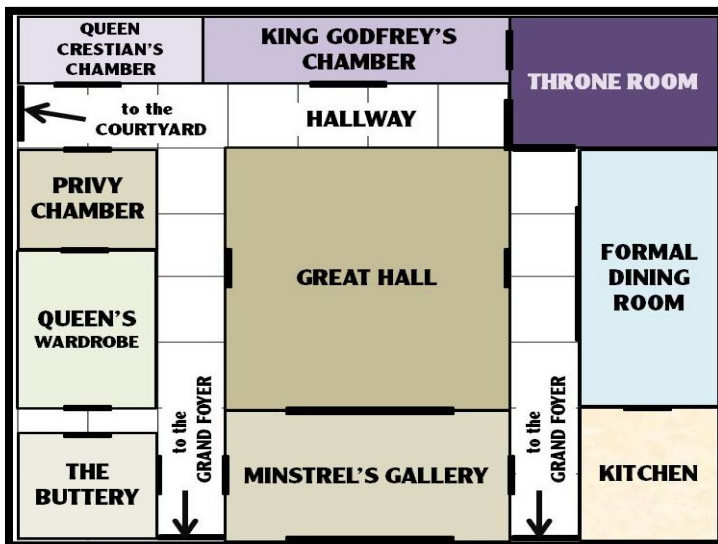 QUEEN
CRESTIAN'S
CHAMBER
KING GODFREY'S
CHAMBER
THRONE ROOM
to the
COURTYARD
HALLWAY
PRIVY
CHAMBER
GREAT HALL
FORMAL
DINING
ROOM
QUEEN'S
WARDROBE
to the
GRAND FOYER
to the
GRAND FOYER
THE
BUTTERY
MINSTREL'S GALLERY
KITCHEN